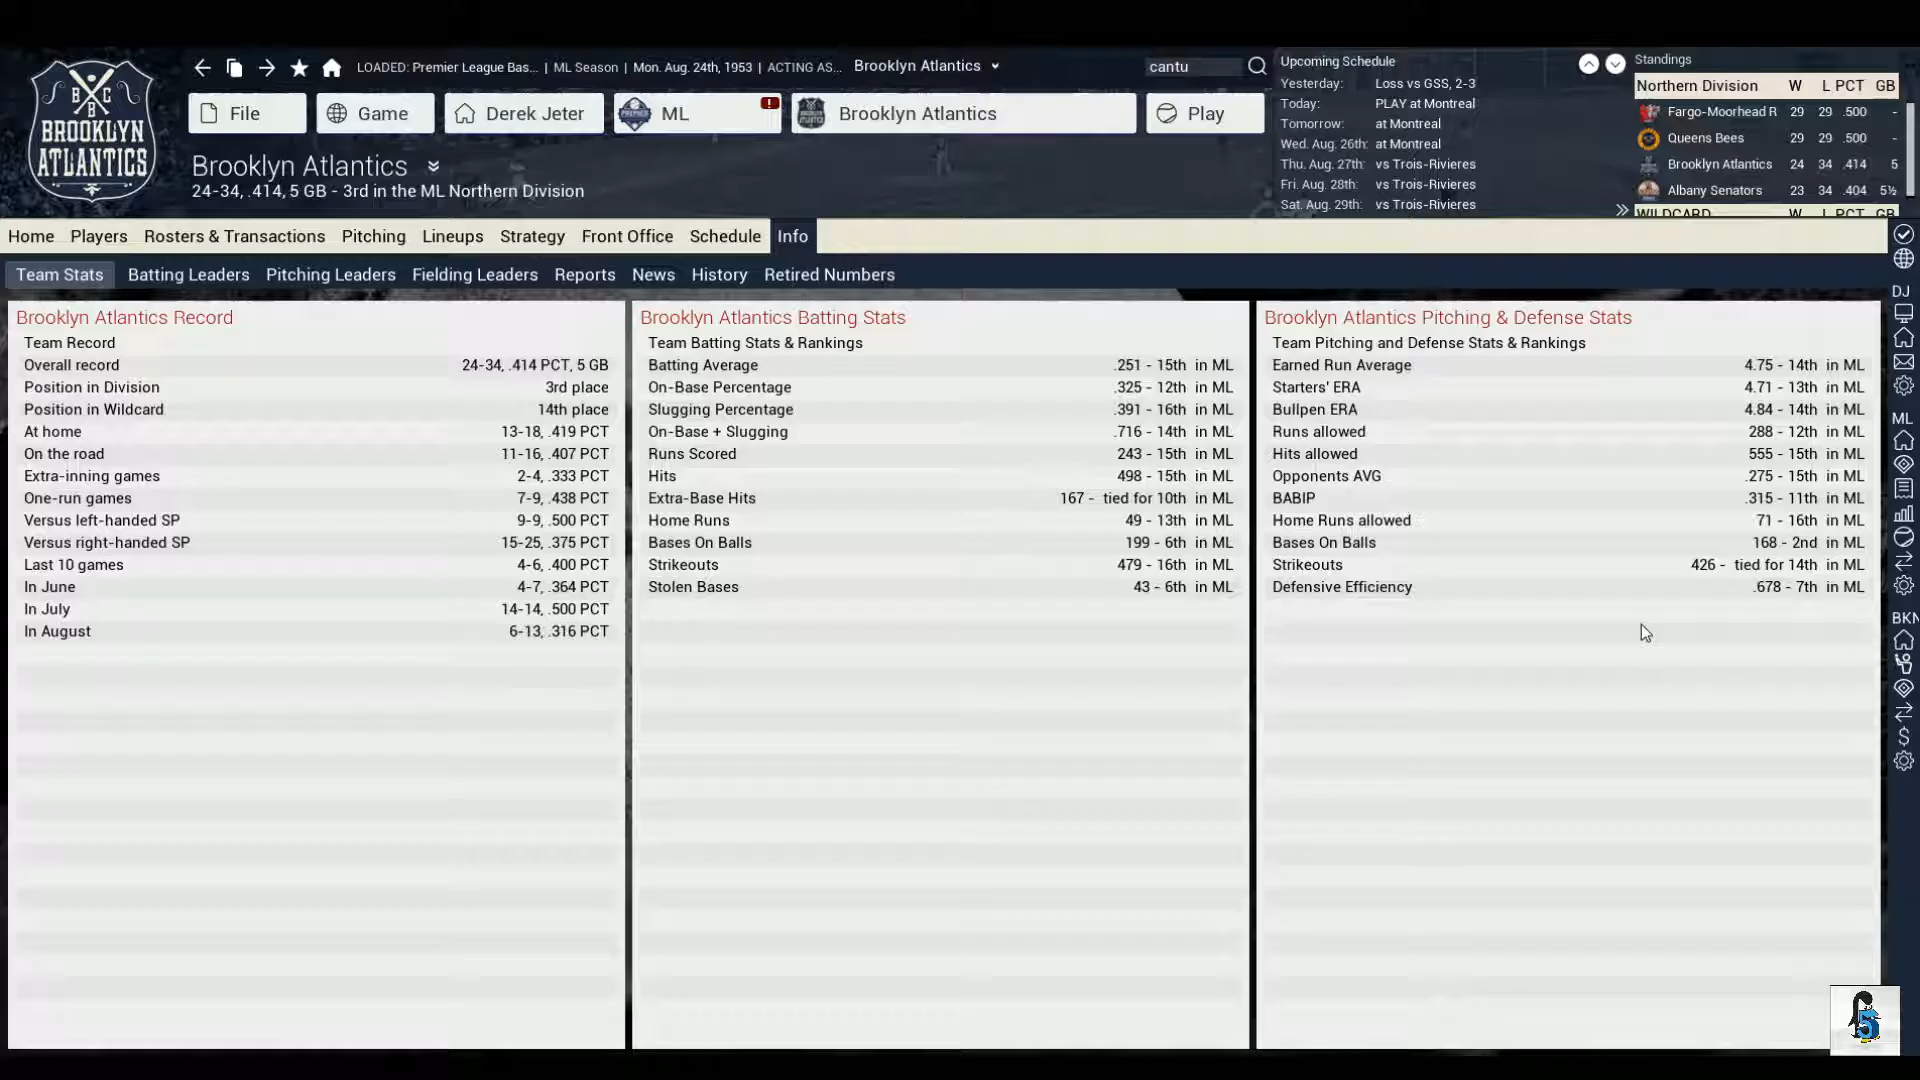 BBC
BROOKLYN
ATLANTICS
LOADED: Premier League Bas... | ML Season | Mon. Aug. 24th, 1953 | ACTING AS... Brooklyn Atlantics
cantu
File
Game
Derek Jeter
ML
!
Brooklyn Atlantics
Play
Brooklyn Atlantics
24-34, .414, 5 GB - 3rd in the ML Northern Division
Upcoming Schedule
Yesterday: Loss vs GSS, 2-3
Today: PLAY at Montreal
Tomorrow: at Montreal
Wed. Aug. 26th: at Montreal
Thu. Aug. 27th: vs Trois-Rivieres
Fri. Aug. 28th: vs Trois-Rivieres
Sat. Aug. 29th: vs Trois-Rivieres
Standings
Northern Division W L PCT GB
Fargo-Moorhead R 29 29 .500 -
Queens Bees 29 29 .500 -
Brooklyn Atlantics 24 34 .414 5
Albany Senators 23 34 .404 5½
WILDCARD W L PCT GB
Home Players Rosters & Transactions Pitching Lineups Strategy Front Office Schedule Info
Team Stats Batting Leaders Pitching Leaders Fielding Leaders Reports News History Retired Numbers
Brooklyn Atlantics Record
Team Record
Overall record 24-34, .414 PCT, 5 GB
Position in Division 3rd place
Position in Wildcard 14th place
At home 13-18, .419 PCT
On the road 11-16, .407 PCT
Extra-inning games 2-4, .333 PCT
One-run games 7-9, .438 PCT
Versus left-handed SP 9-9, .500 PCT
Versus right-handed SP 15-25, .375 PCT
Last 10 games 4-6, .400 PCT
In June 4-7, .364 PCT
In July 14-14, .500 PCT
In August 6-13, .316 PCT
Brooklyn Atlantics Batting Stats
Team Batting Stats & Rankings
Batting Average .251 - 15th in ML
On-Base Percentage .325 - 12th in ML
Slugging Percentage .391 - 16th in ML
On-Base + Slugging .716 - 14th in ML
Runs Scored 243 - 15th in ML
Hits 498 - 15th in ML
Extra-Base Hits 167 - tied for 10th in ML
Home Runs 49 - 13th in ML
Bases On Balls 199 - 6th in ML
Strikeouts 479 - 16th in ML
Stolen Bases 43 - 6th in ML
Brooklyn Atlantics Pitching & Defense Stats
Team Pitching and Defense Stats & Rankings
Earned Run Average 4.75 - 14th in ML
Starters' ERA 4.71 - 13th in ML
Bullpen ERA 4.84 - 14th in ML
Runs allowed 288 - 12th in ML
Hits allowed 555 - 15th in ML
Opponents AVG .275 - 15th in ML
BABIP .315 - 11th in ML
Home Runs allowed 71 - 16th in ML
Bases On Balls 168 - 2nd in ML
Strikeouts 426 - tied for 14th in ML
Defensive Efficiency .678 - 7th in ML
DJ
ML
BKN
$
5